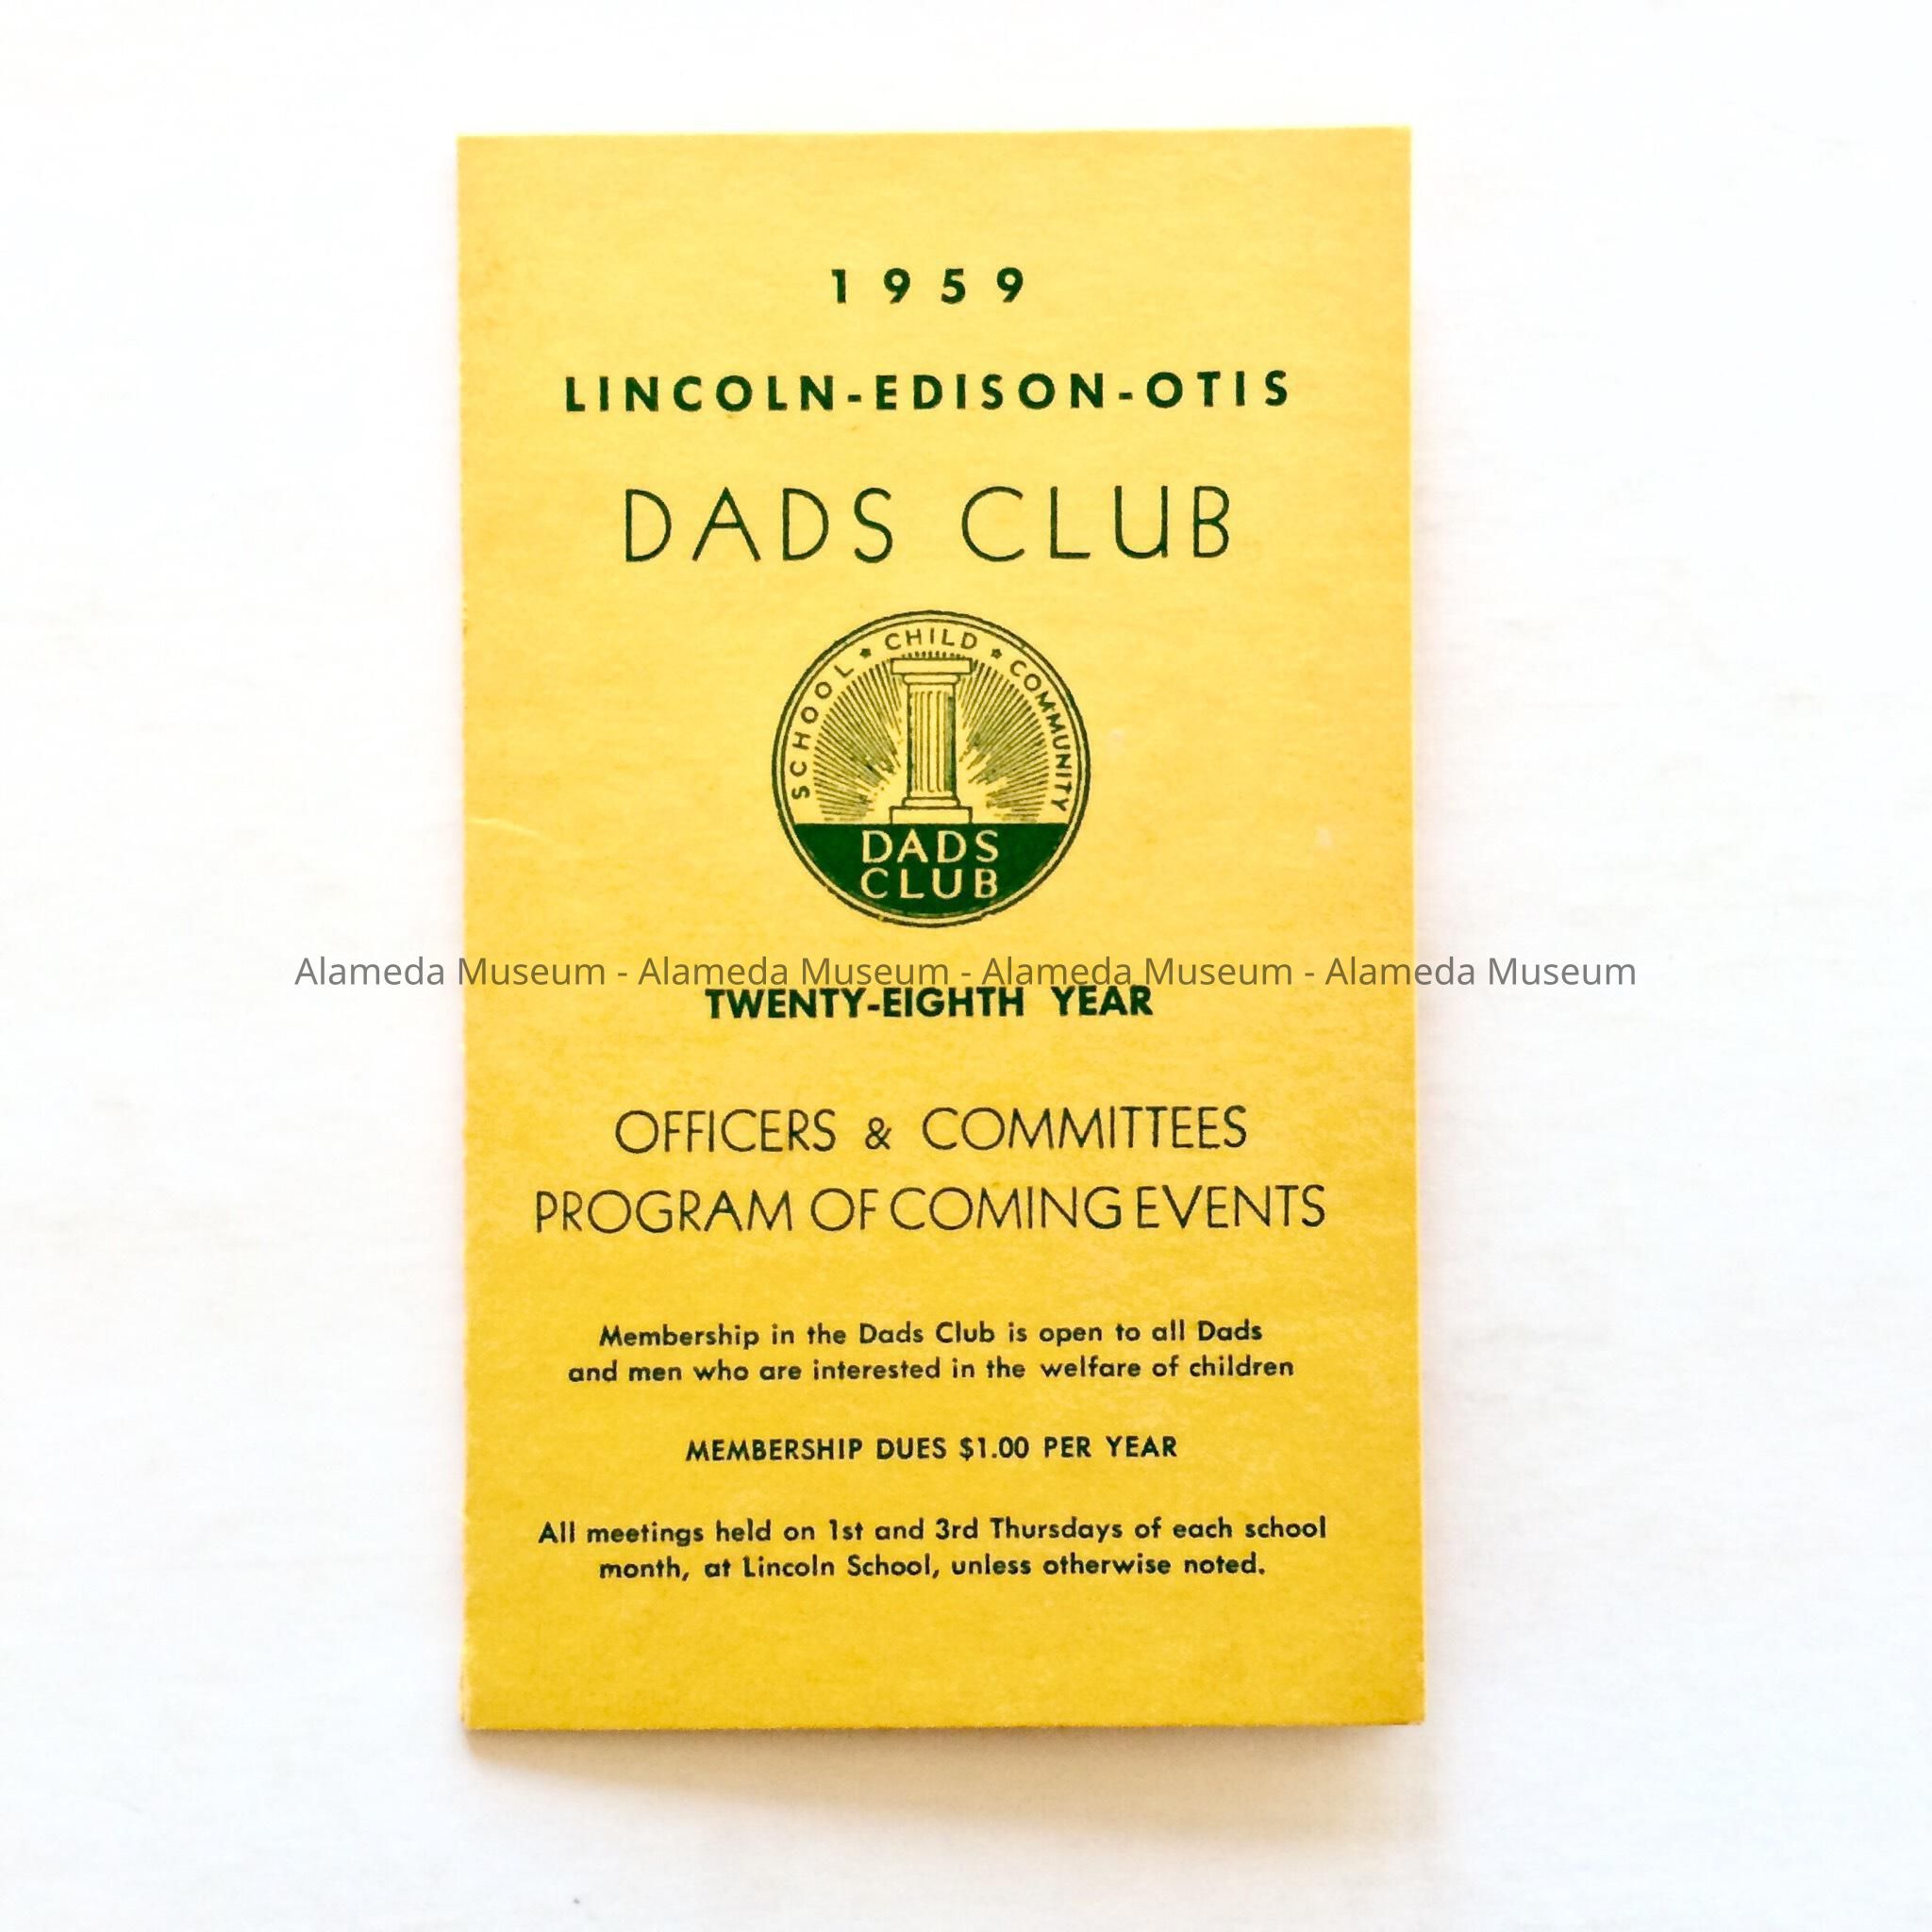 1959
LINCOLN-EDISON-OTIS
DADS CLUB
SCHOOL * CHILD * COMMUNITY
DADS
CLUB
Alameda Museum - Alameda Museum - Alameda Museum - Alameda Museum
TWENTY-EIGHTH YEAR
OFFICERS & COMMITTEES
PROGRAM OF COMING EVENTS
Membership in the Dads Club is open to all Dads
and men who are interested in the welfare of children
MEMBERSHIP DUES $1.00 PER YEAR
All meetings held on 1st and 3rd Thursdays of each school
month, at Lincoln School, unless otherwise noted.